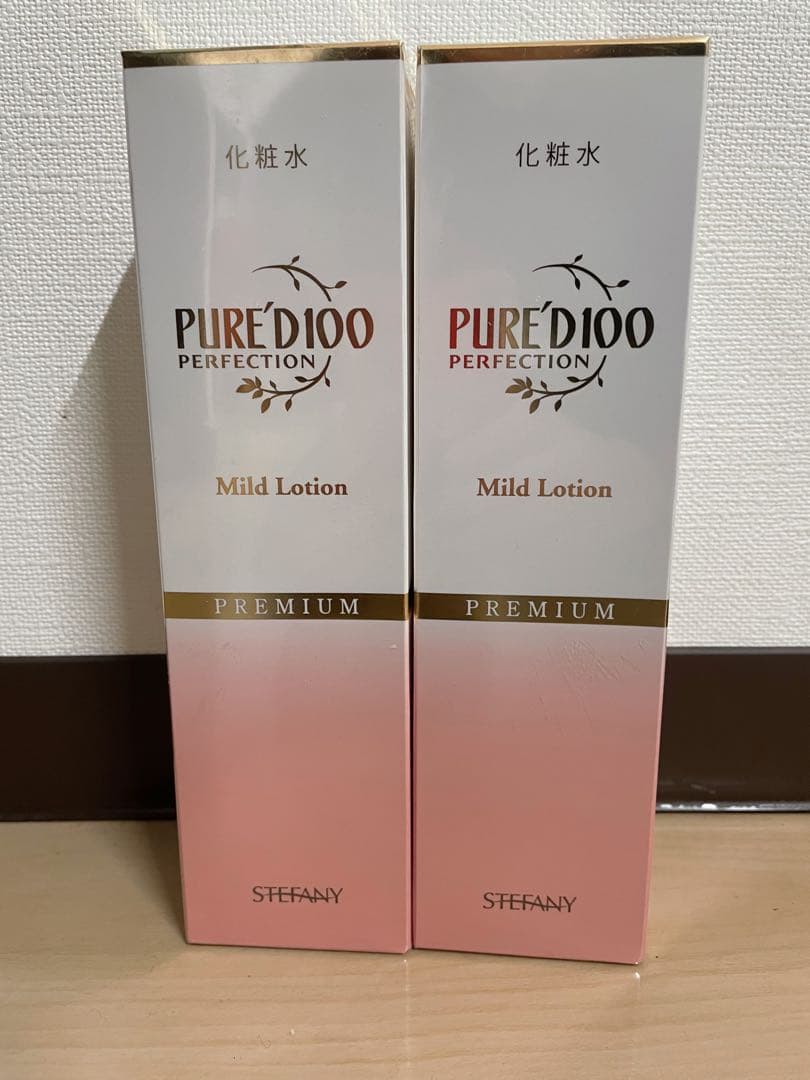 化粧水
PURE'D100
PERFECTION
Mild Lotion
PREMIUM
STEFANY
化粧水
PURE'D100
PERFECTION
Mild Lotion
PREMIUM
STEFANY